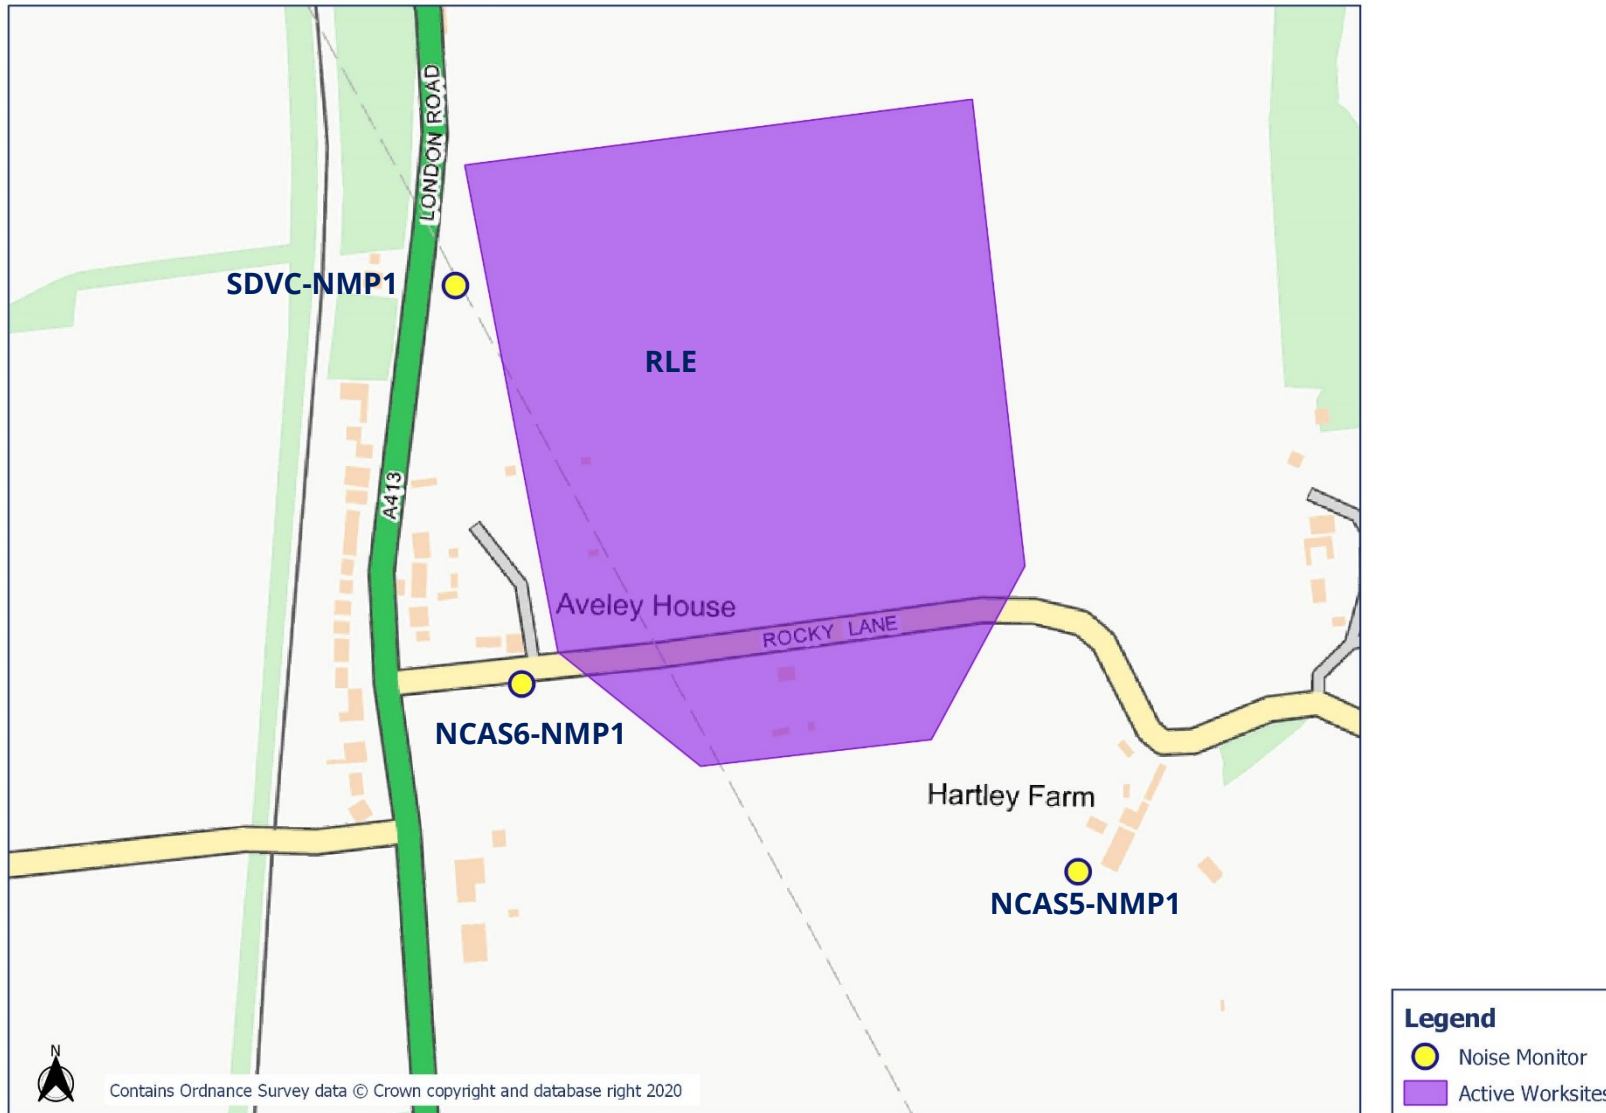 LONDON ROAD
SDVC-NMP1
RLE
A413
Aveley House
ROCKY LANE
NCAS6-NMP1
Hartley Farm
NCAS5-NMP1
N
Contains Ordnance Survey data © Crown copyright and database right 2020
Legend
Noise Monitor
Active Worksites